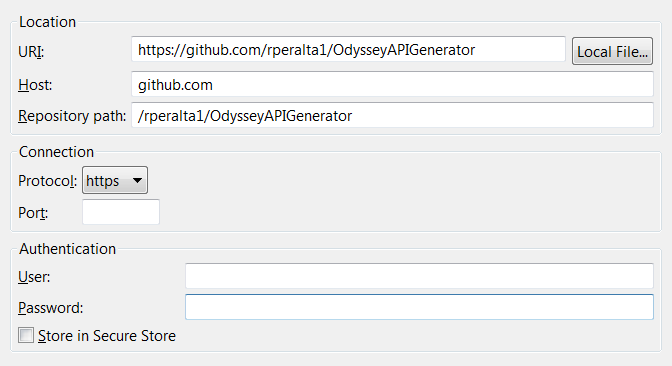 Location
URI: https://github.com/rperalta1/OdysseyAPIGenerator Local File...
Host: github.com
Repository path: /rperalta1/OdysseyAPIGenerator
Connection
Protocol: https
Port:
Authentication
User:
Password:
Store in Secure Store